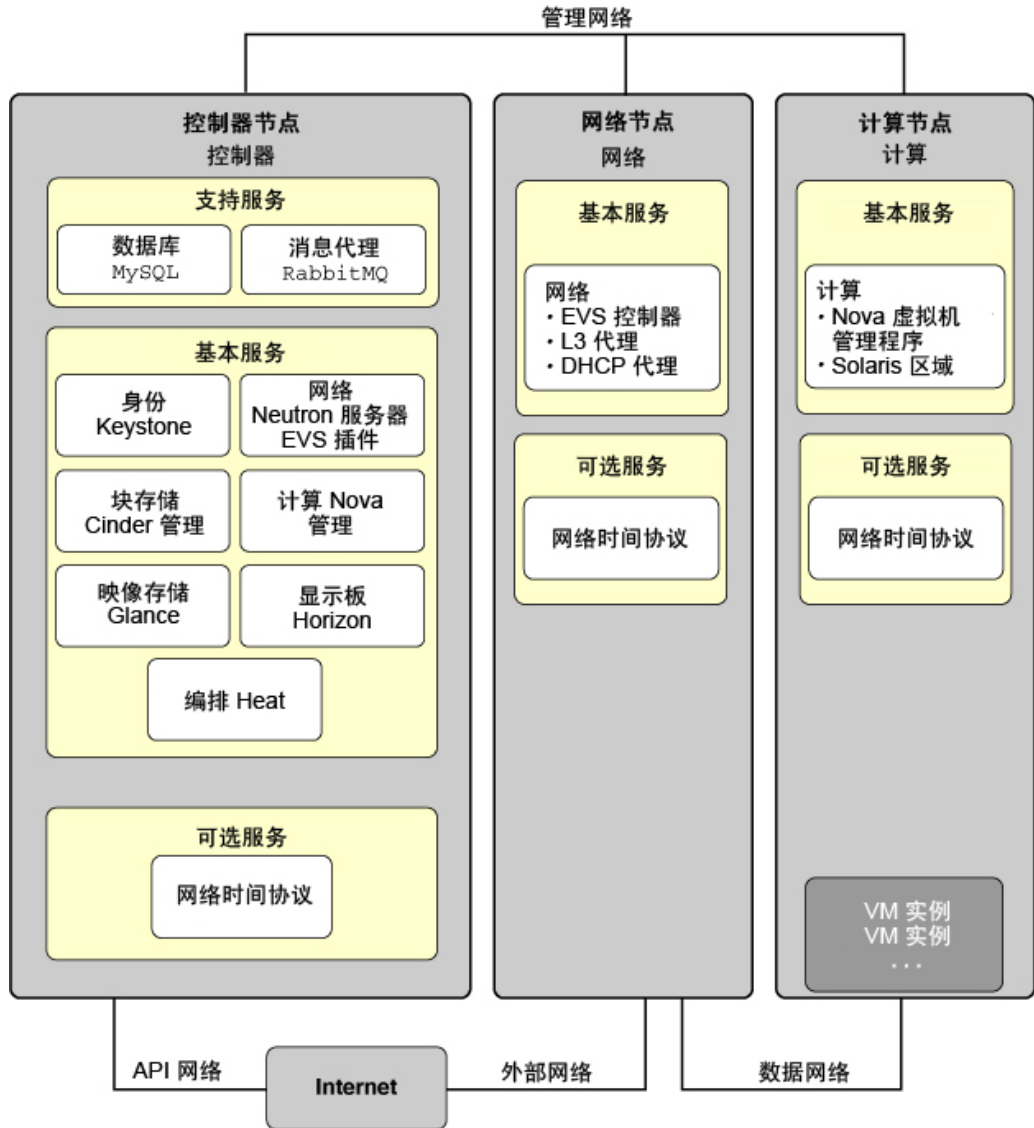 管理网络
控制器节点
控制器
支持服务
数据库
MySQL
消息代理
RabbitMQ
基本服务
身份
Keystone
网络
Neutron 服务器
EVS 插件
块存储
Cinder 管理
计算 Nova
管理
映像存储
Glance
显示板
Horizon
编排 Heat
可选服务
网络时间协议
网络节点
网络
基本服务
网络
· EVS 控制器
· L3 代理
· DHCP 代理
可选服务
网络时间协议
计算节点
计算
基本服务
计算
· Nova 虚拟机
管理程序
· Solaris 区域
可选服务
网络时间协议
VM 实例
VM 实例
...
API 网络
Internet
外部网络
数据网络